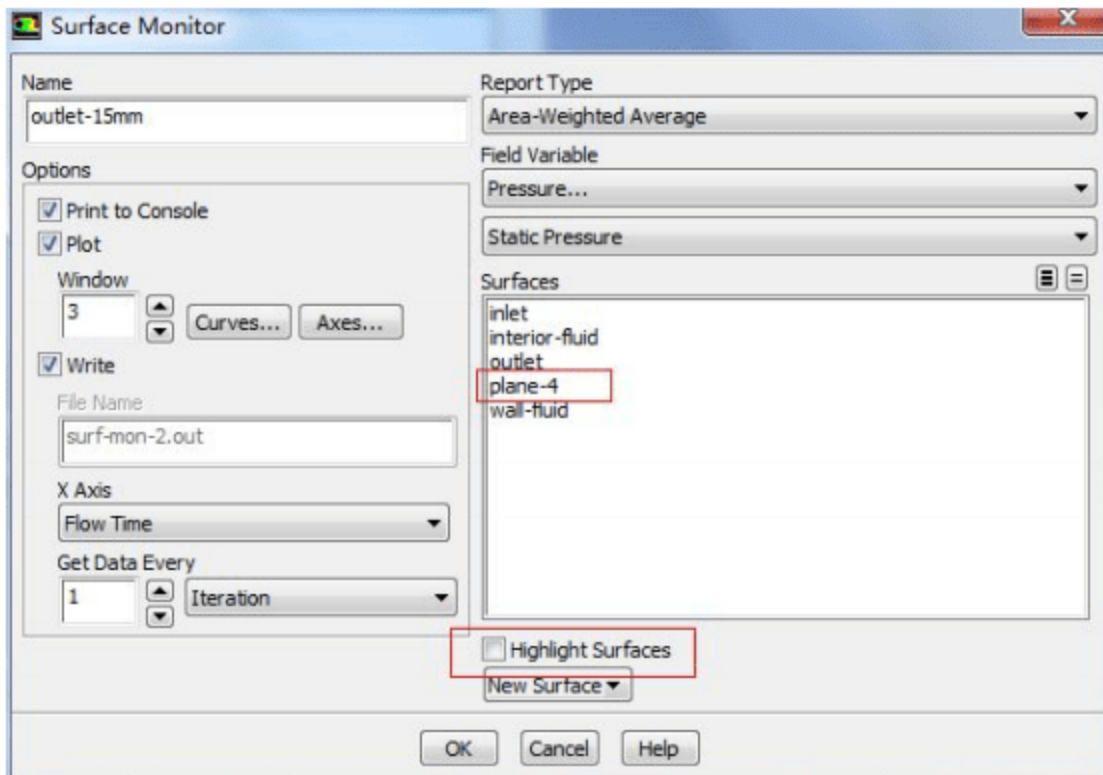 Surface Monitor
Name
outlet-15mm
Options
Print to Console
Plot
Window
3
Curves...
Axes...
Write
File Name
surf-mon-2.out
X Axis
Flow Time
Get Data Every
1
Iteration
Report Type
Area-Weighted Average
Field Variable
Pressure...
Static Pressure
Surfaces
inlet
interior-fluid
outlet
plane-4
wall-fluid
Highlight Surfaces
New Surface
OK
Cancel
Help